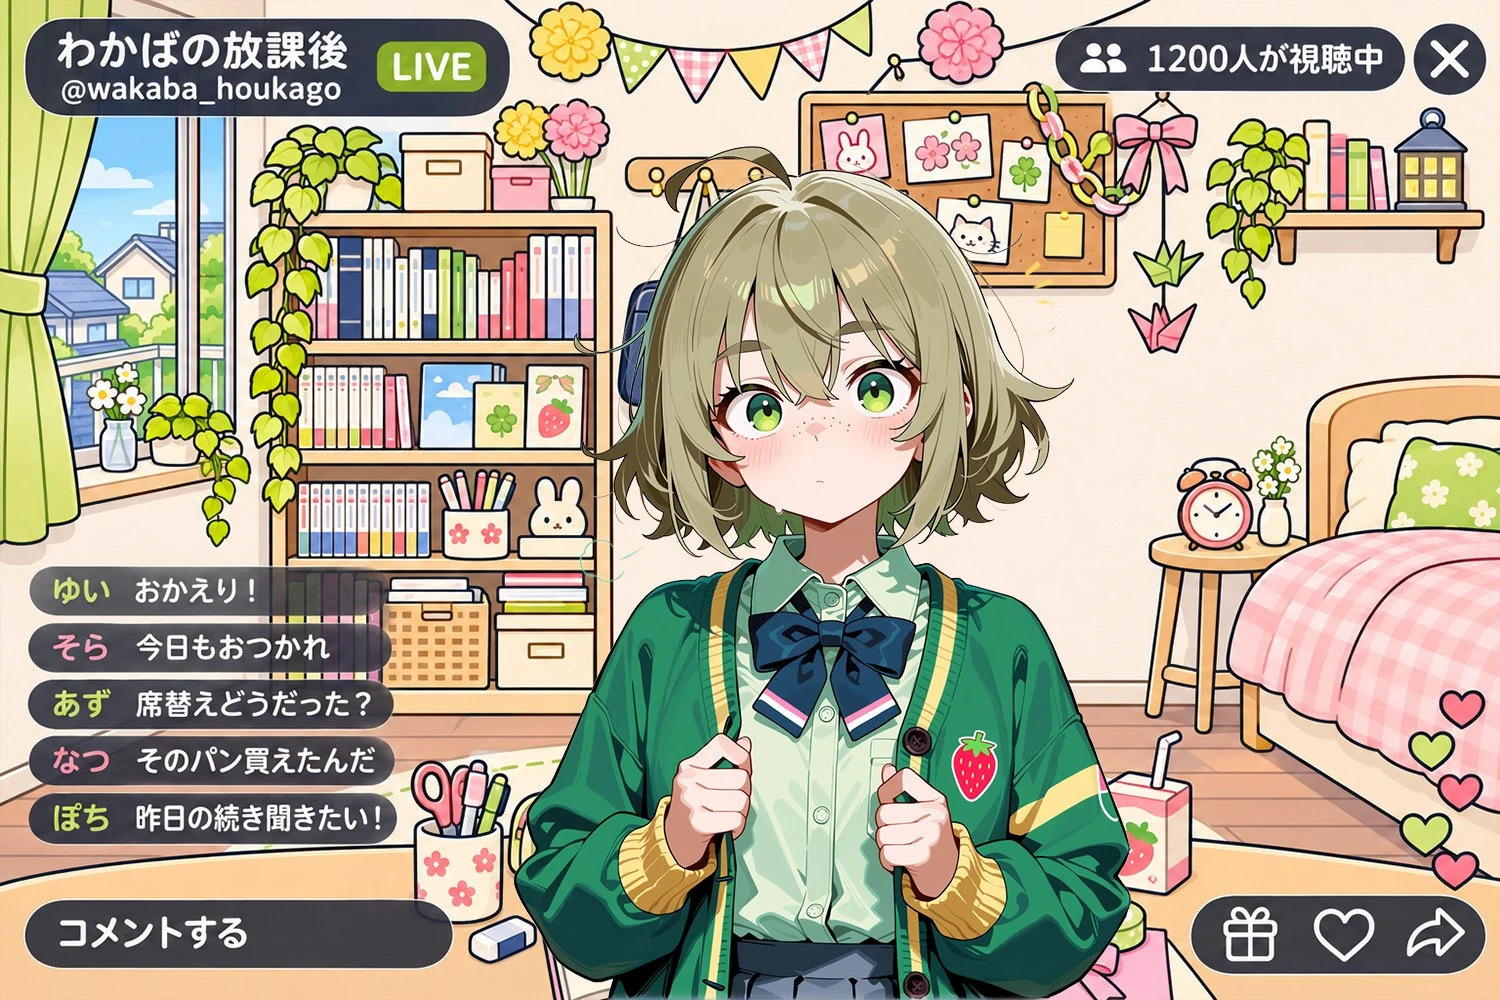 わかばの放課後
@wakaba_houkago
LIVE
1200人が視聴中
ゆい おかえり！
そら 今日もおつかれ
あず 席替えどうだった？
なつ そのパン買えたんだ
ぽち 昨日の続き聞きたい！
コメントする